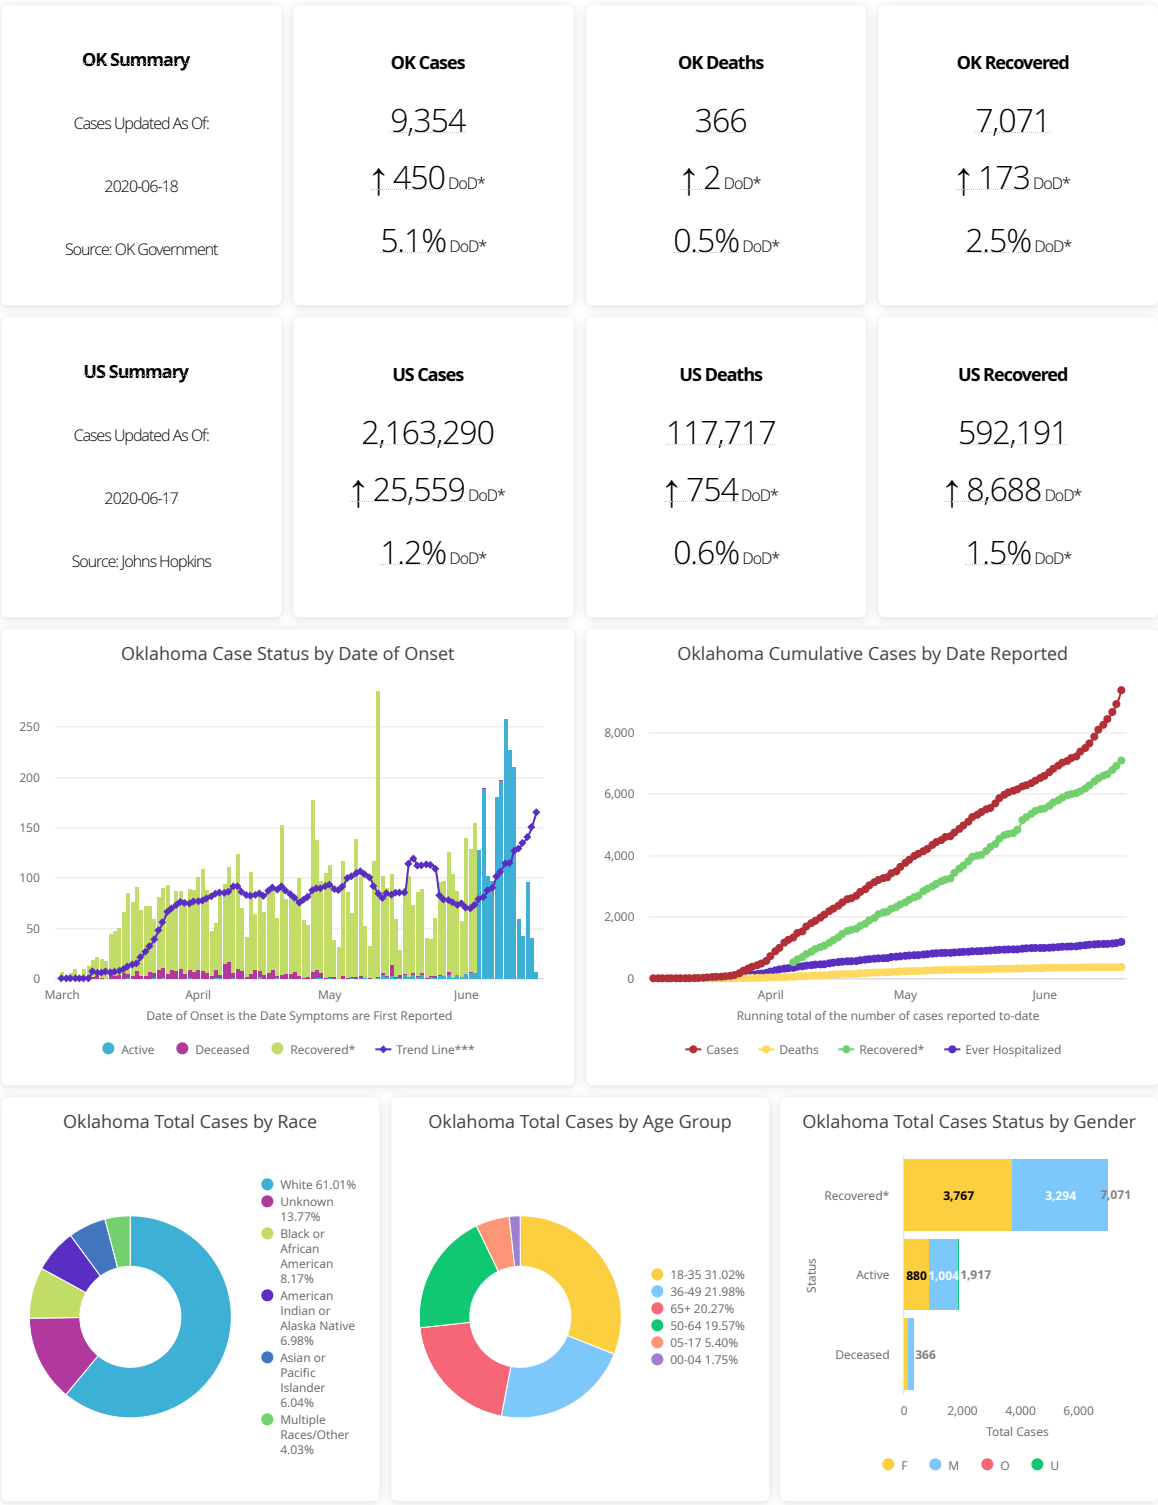 OK Summary
Cases Updated As Of:
2020-06-18
Source: OK Government
OK Cases
9,354
↑ 450 DoD*
5.1% DoD*
OK Deaths
366
↑ 2 DoD*
0.5% DoD*
OK Recovered
7,071
↑ 173 DoD*
2.5% DoD*
US Summary
Cases Updated As Of:
2020-06-17
Source: Johns Hopkins
US Cases
2,163,290
↑ 25,559 DoD*
1.2% DoD*
US Deaths
117,717
↑ 754 DoD*
0.6% DoD*
US Recovered
592,191
↑ 8,688 DoD*
1.5% DoD*
Oklahoma Case Status by Date of Onset
250
200
150
100
50
0
March April May June
Date of Onset is the Date Symptoms are First Reported
Active Deceased Recovered* Trend Line***
Oklahoma Cumulative Cases by Date Reported
8,000
6,000
4,000
2,000
0
April May June
Running total of the number of cases reported to-date
Cases Deaths Recovered* Ever Hospitalized
Oklahoma Total Cases by Race
White 61.01%
Unknown
13.77%
Black or
African
American
8.17%
American
Indian or
Alaska Native
6.98%
Asian or
Pacific
Islander
6.04%
Multiple
Races/Other
4.03%
Oklahoma Total Cases by Age Group
18-35 31.02%
36-49 21.98%
65+ 20.27%
50-64 19.57%
05-17 5.40%
00-04 1.75%
Oklahoma Total Cases Status by Gender
Status
Recovered* 3,767 3,294 7,071
Active 880 1,004 1,917
Deceased 366
0 2,000 4,000 6,000
Total Cases
F M O U